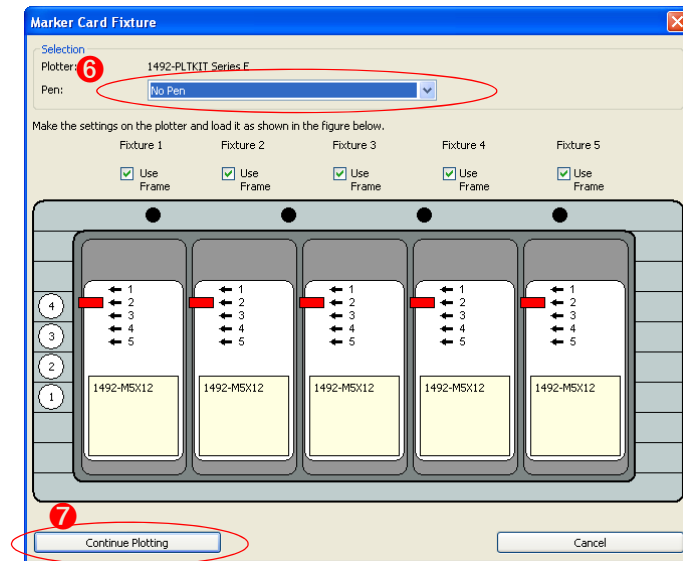 Marker Card Fixture
Selection
Plotter: 1492-PLTKIT Series E
6
Pen: No Pen
Make the settings on the plotter and load it as shown in the figure below.
Fixture 1 Fixture 2 Fixture 3 Fixture 4 Fixture 5
Use Use Use Use Use
Frame Frame Frame Frame Frame
1 1 1 1 1
4 2 2 2 2 2
3 3 3 3 3
3 4 4 4 4 4
5 5 5 5 5
2
1 1492-M5X12 1492-M5X12 1492-M5X12 1492-M5X12 1492-M5X12
7
Continue Plotting Cancel